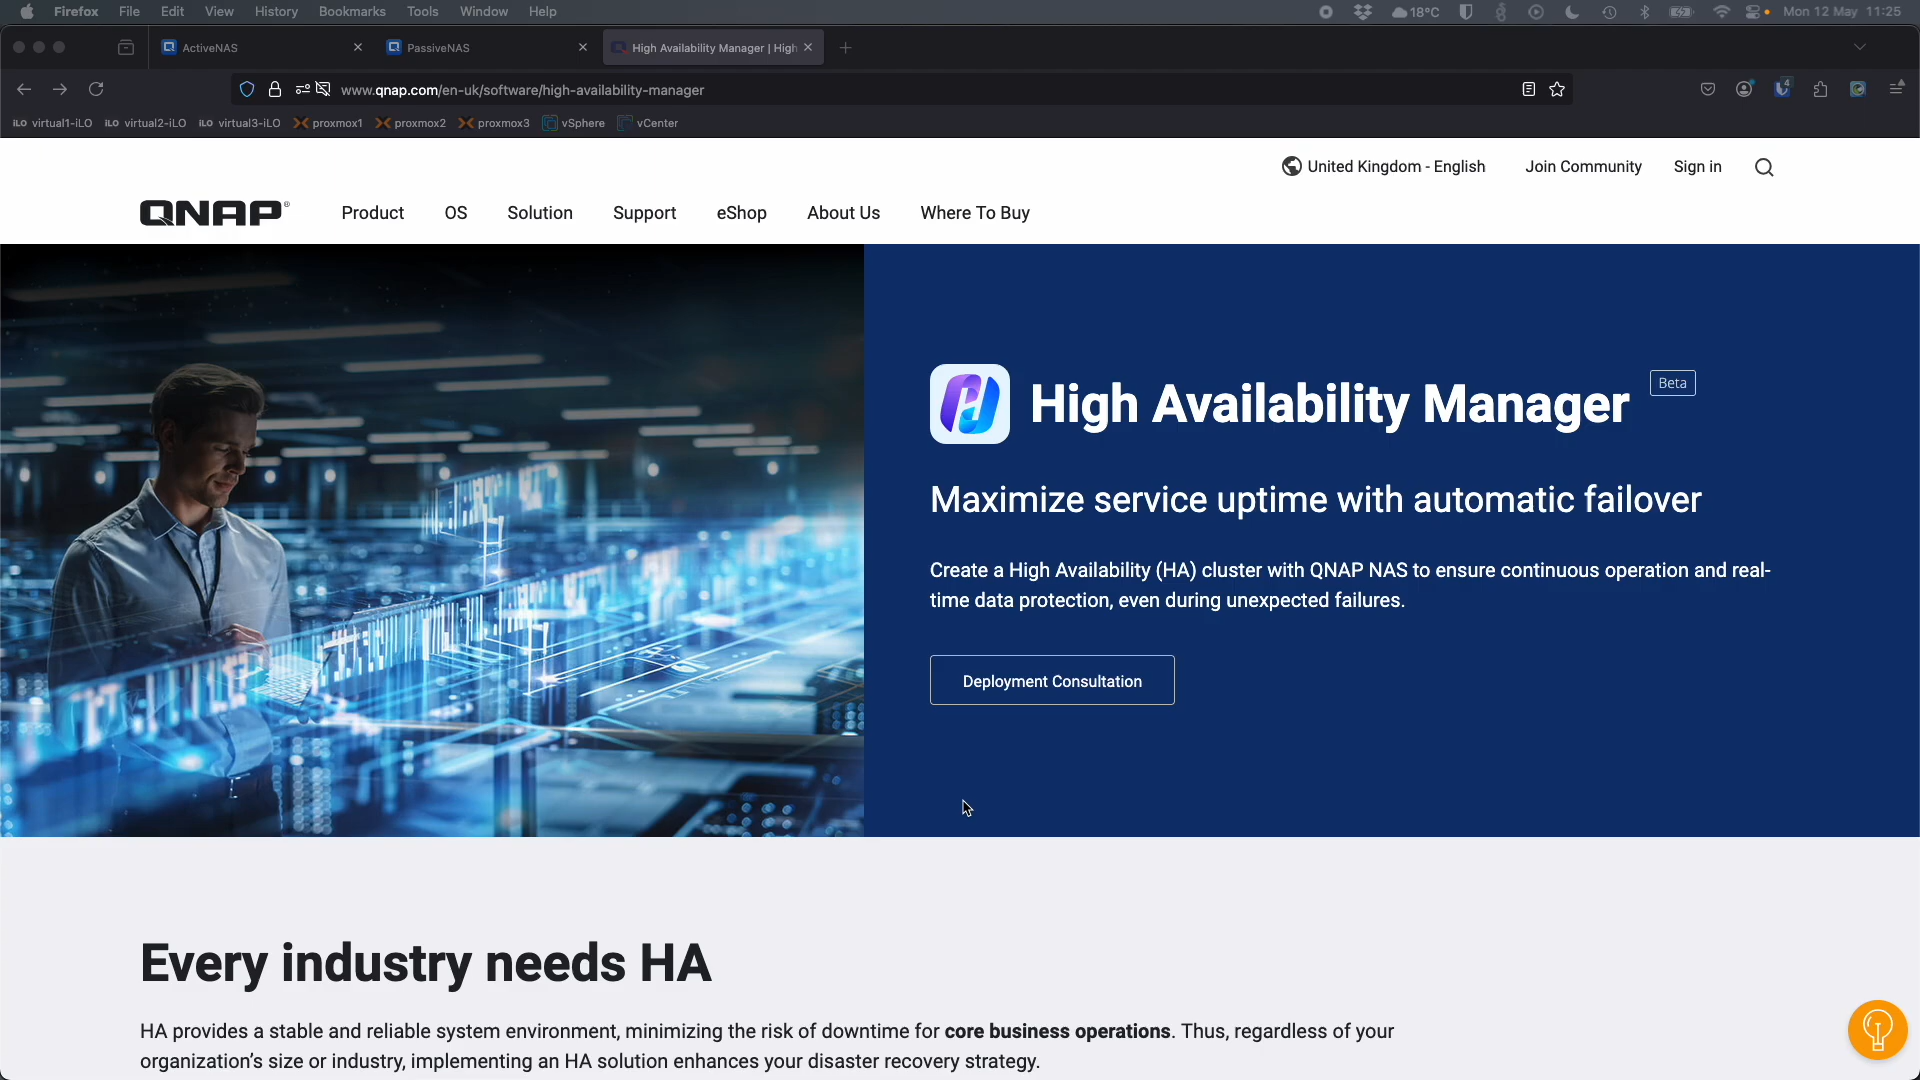 Firefox File Edit View History Bookmarks Tools Window Help 18°C Mon 12 May 11:25
ActiveNAS PassiveNAS High Availability Manager | High
www.qnap.com/en-uk/software/high-availability-manager 4
iLO virtual1-iLO iLO virtual2-iLO iLO virtual3-iLO proxmox1 proxmox2 proxmox3 vSphere vCenter
United Kingdom - English Join Community Sign in
QNAP® Product OS Solution Support eShop About Us Where To Buy
High Availability Manager Beta
Maximize service uptime with automatic failover
Create a High Availability (HA) cluster with QNAP NAS to ensure continuous operation and real-
time data protection, even during unexpected failures.
Deployment Consultation
Every industry needs HA
HA provides a stable and reliable system environment, minimizing the risk of downtime for core business operations. Thus, regardless of your
organization's size or industry, implementing an HA solution enhances your disaster recovery strategy.